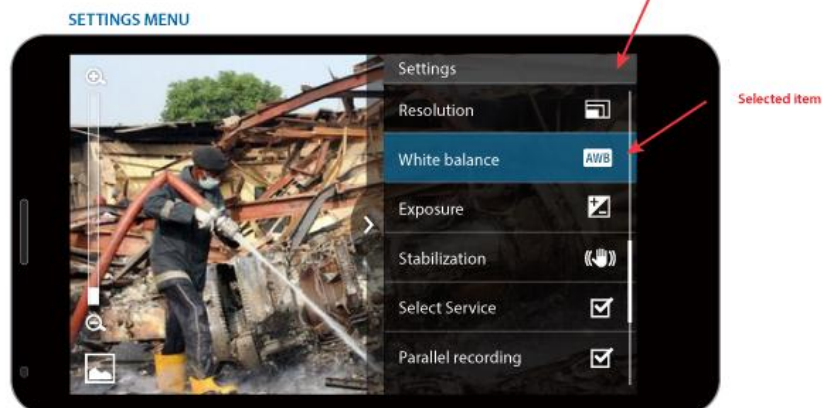 SETTINGS MENU
Settings
Resolution
Selected item
White balance
AWB
Exposure
Stabilization
Select Service
Parallel recording